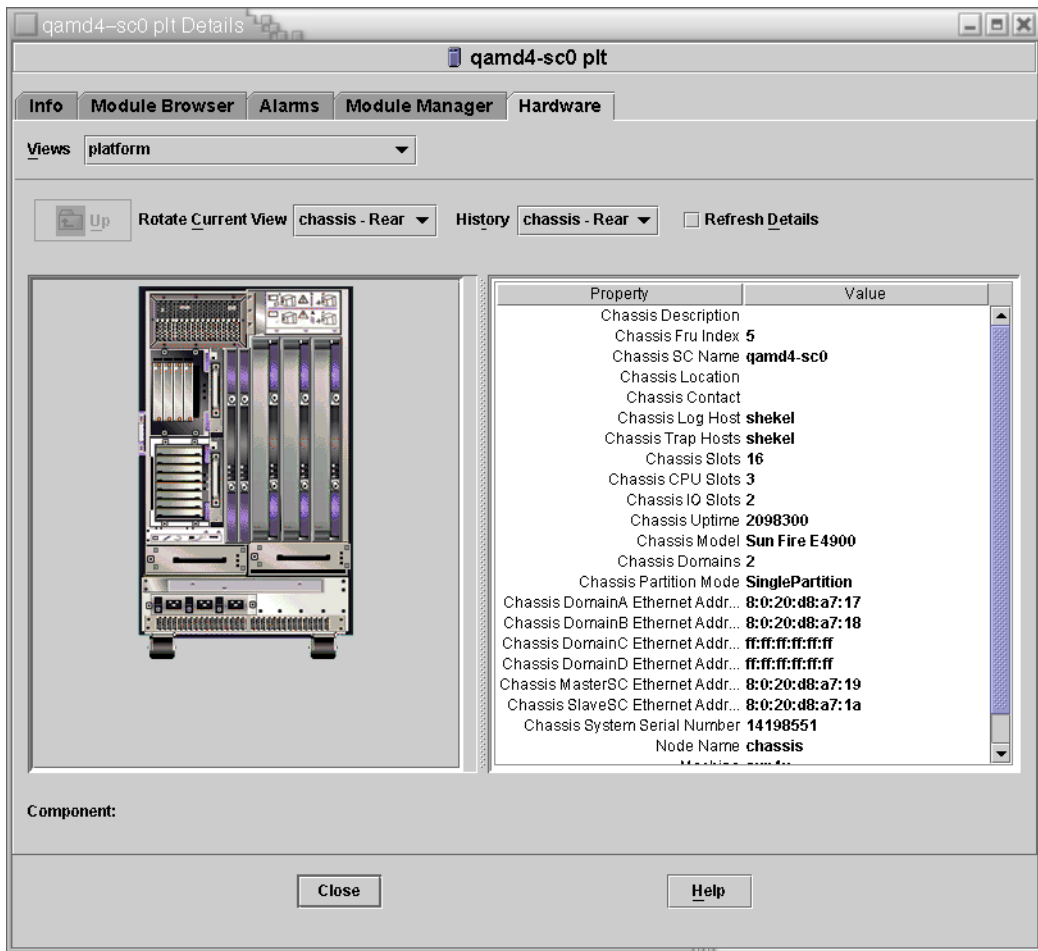 qamd4-sc0 plt Details
qamd4-sc0 plt
Info Module Browser Alarms Module Manager Hardware
Views platform
Up Rotate Current View chassis - Rear History chassis - Rear Refresh Details
Property Value
Chassis Description
Chassis Fru Index 5
Chassis SC Name qamd4-sc0
Chassis Location
Chassis Contact
Chassis Log Host shekel
Chassis Trap Hosts shekel
Chassis Slots 16
Chassis CPU Slots 3
Chassis IO Slots 2
Chassis Uptime 2098300
Chassis Model Sun Fire E4900
Chassis Domains 2
Chassis Partition Mode SinglePartition
Chassis DomainA Ethernet Addr... 8:0:20:d8:a7:17
Chassis DomainB Ethernet Addr... 8:0:20:d8:a7:18
Chassis DomainC Ethernet Addr... ff:ff:ff:ff:ff:ff
Chassis DomainD Ethernet Addr... ff:ff:ff:ff:ff:ff
Chassis MasterSC Ethernet Addr... 8:0:20:d8:a7:19
Chassis SlaveSC Ethernet Addr... 8:0:20:d8:a7:1a
Chassis System Serial Number 14198551
Node Name chassis
Component:
Close Help